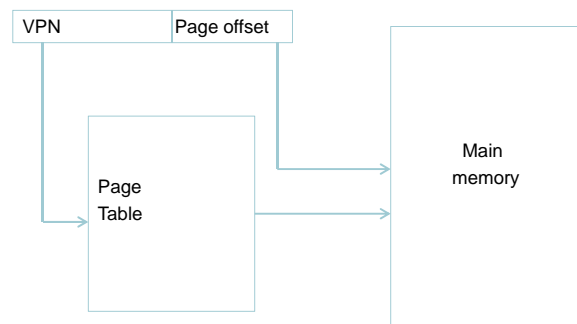 VPN Page offset
Main
memory
Page
Table